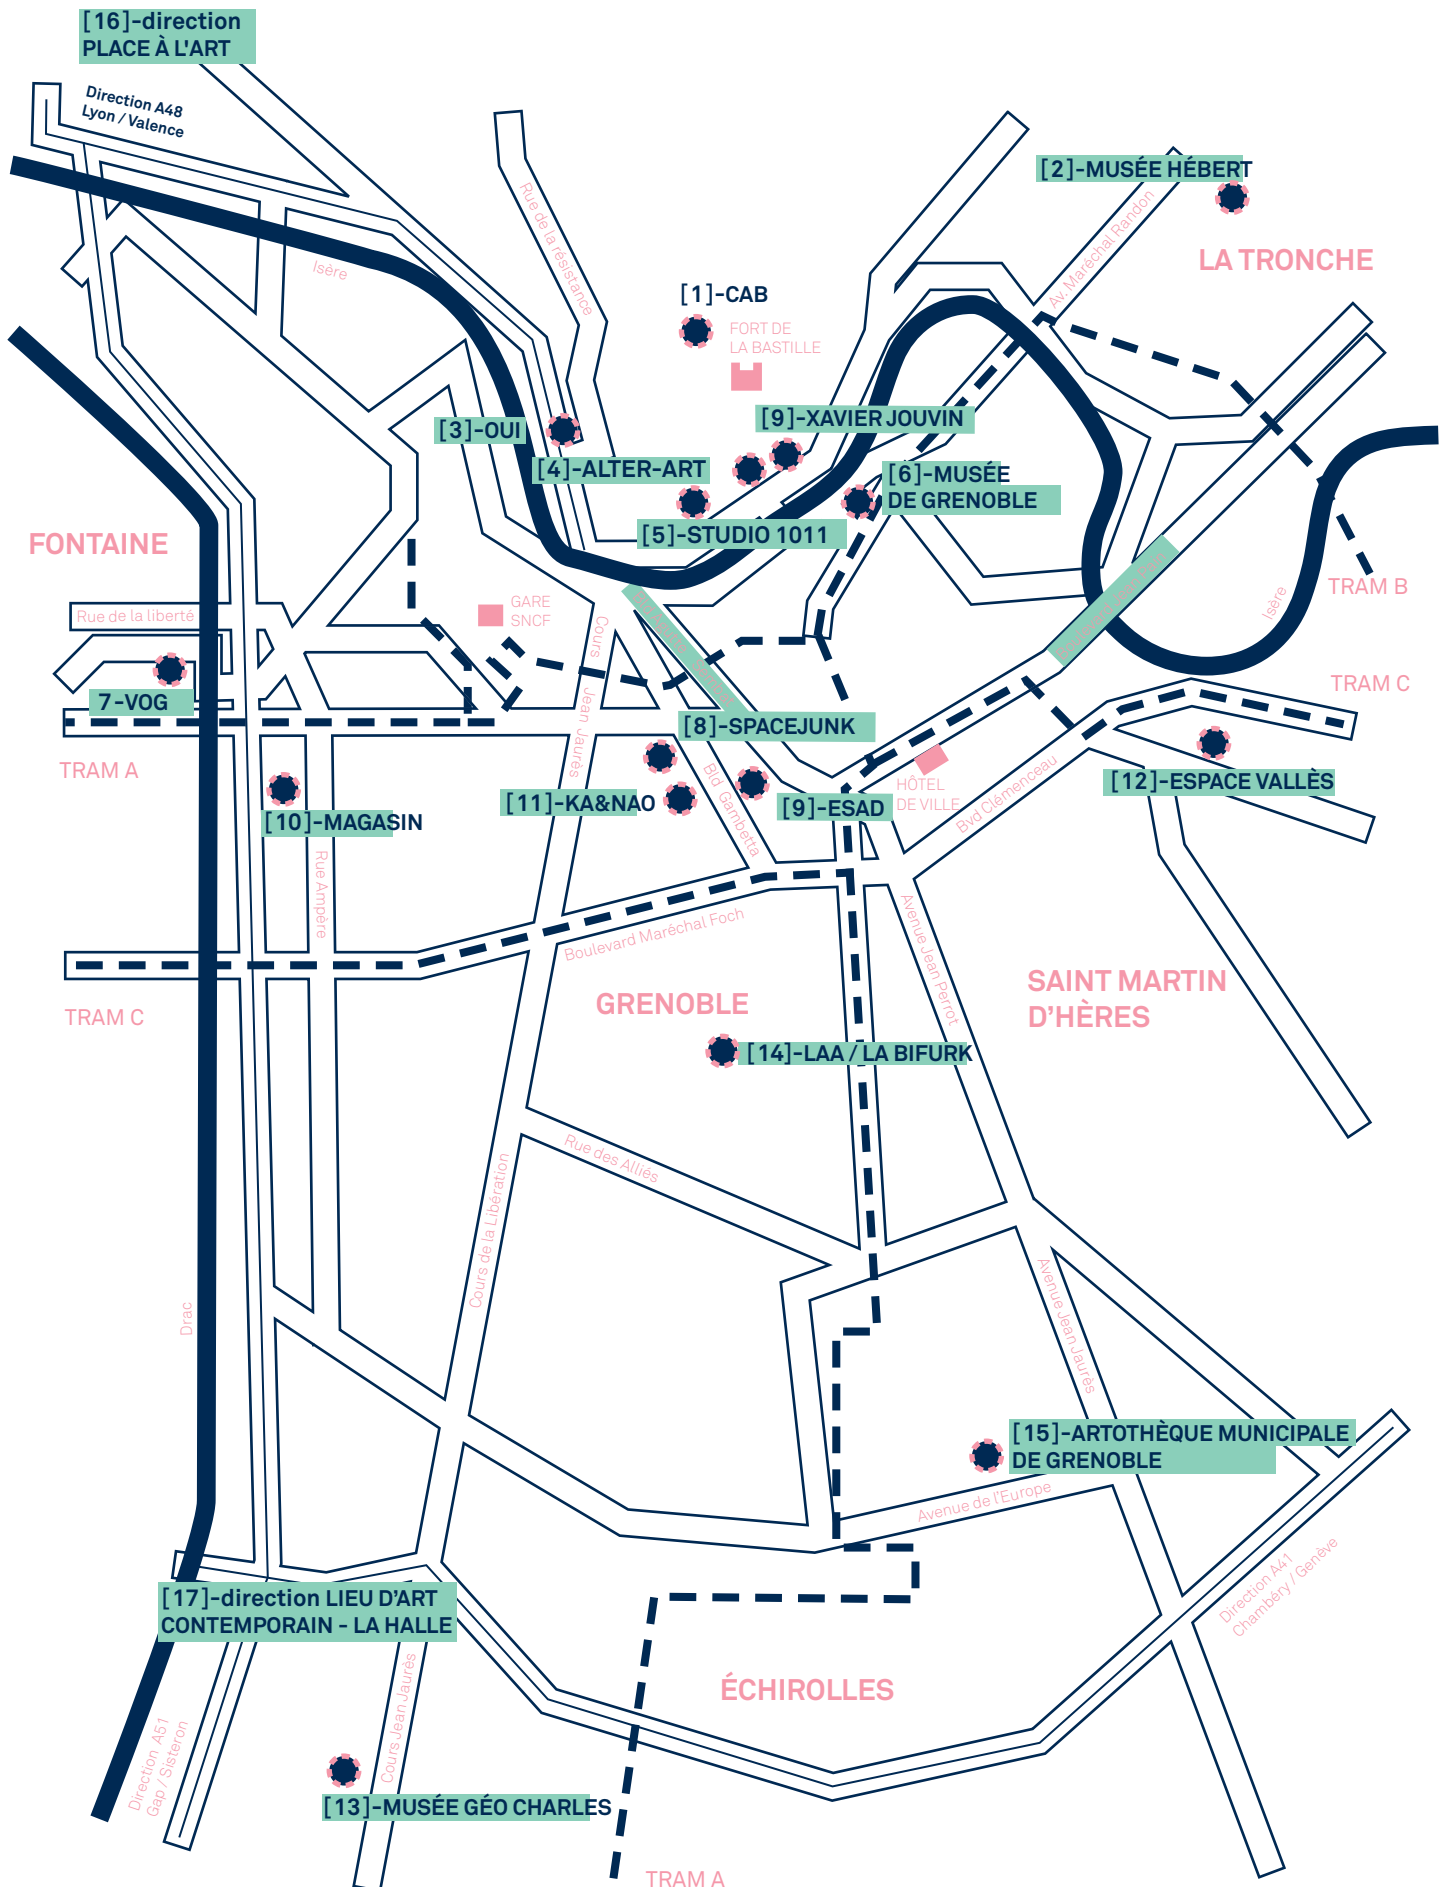 [16]-direction
PLACE À L'ART
Direction A48
Lyon / Valence
[2]-MUSÉE HÉBERT
Rue de la résistance
Av. Maréchal Randon
LA TRONCHE
Isère
[1]-CAB
FORT DE
LA BASTILLE
[9]-XAVIER JOUVIN
[3]-OUI
[4]-ALTER-ART
[6]-MUSÉE
DE GRENOBLE
[5]-STUDIO 1011
FONTAINE
TRAM B
Isère
GARE
SNCF
Rue de la liberté
Cours Jean Jaurès
TRAM C
7-VOG
[8]-SPACEJUNK
TRAM A
HÔTEL
DE VILLE
[12]-ESPACE VALLÈS
[11]-KA&NAO
Bld Gambetta
[9]-ESAD
Bvd Clémenceau
[10]-MAGASIN
Rue Ampère
Boulevard Maréchal Foch
Avenue Jean Perrot
GRENOBLE
SAINT MARTIN
D'HÈRES
TRAM C
[14]-LAA / LA BIFURK
Rue des Alliés
Cours de la Libération
Drac
Avenue Jean Jaurès
[15]-ARTOTHÈQUE MUNICIPALE
DE GRENOBLE
Avenue de l'Europe
Direction A41
Chambéry / Genève
[17]-direction LIEU D'ART
CONTEMPORAIN - LA HALLE
ÉCHIROLLES
Cours Jean Jaurès
Direction A51
Gap / Sisteron
[13]-MUSÉE GÉO CHARLES
TRAM A